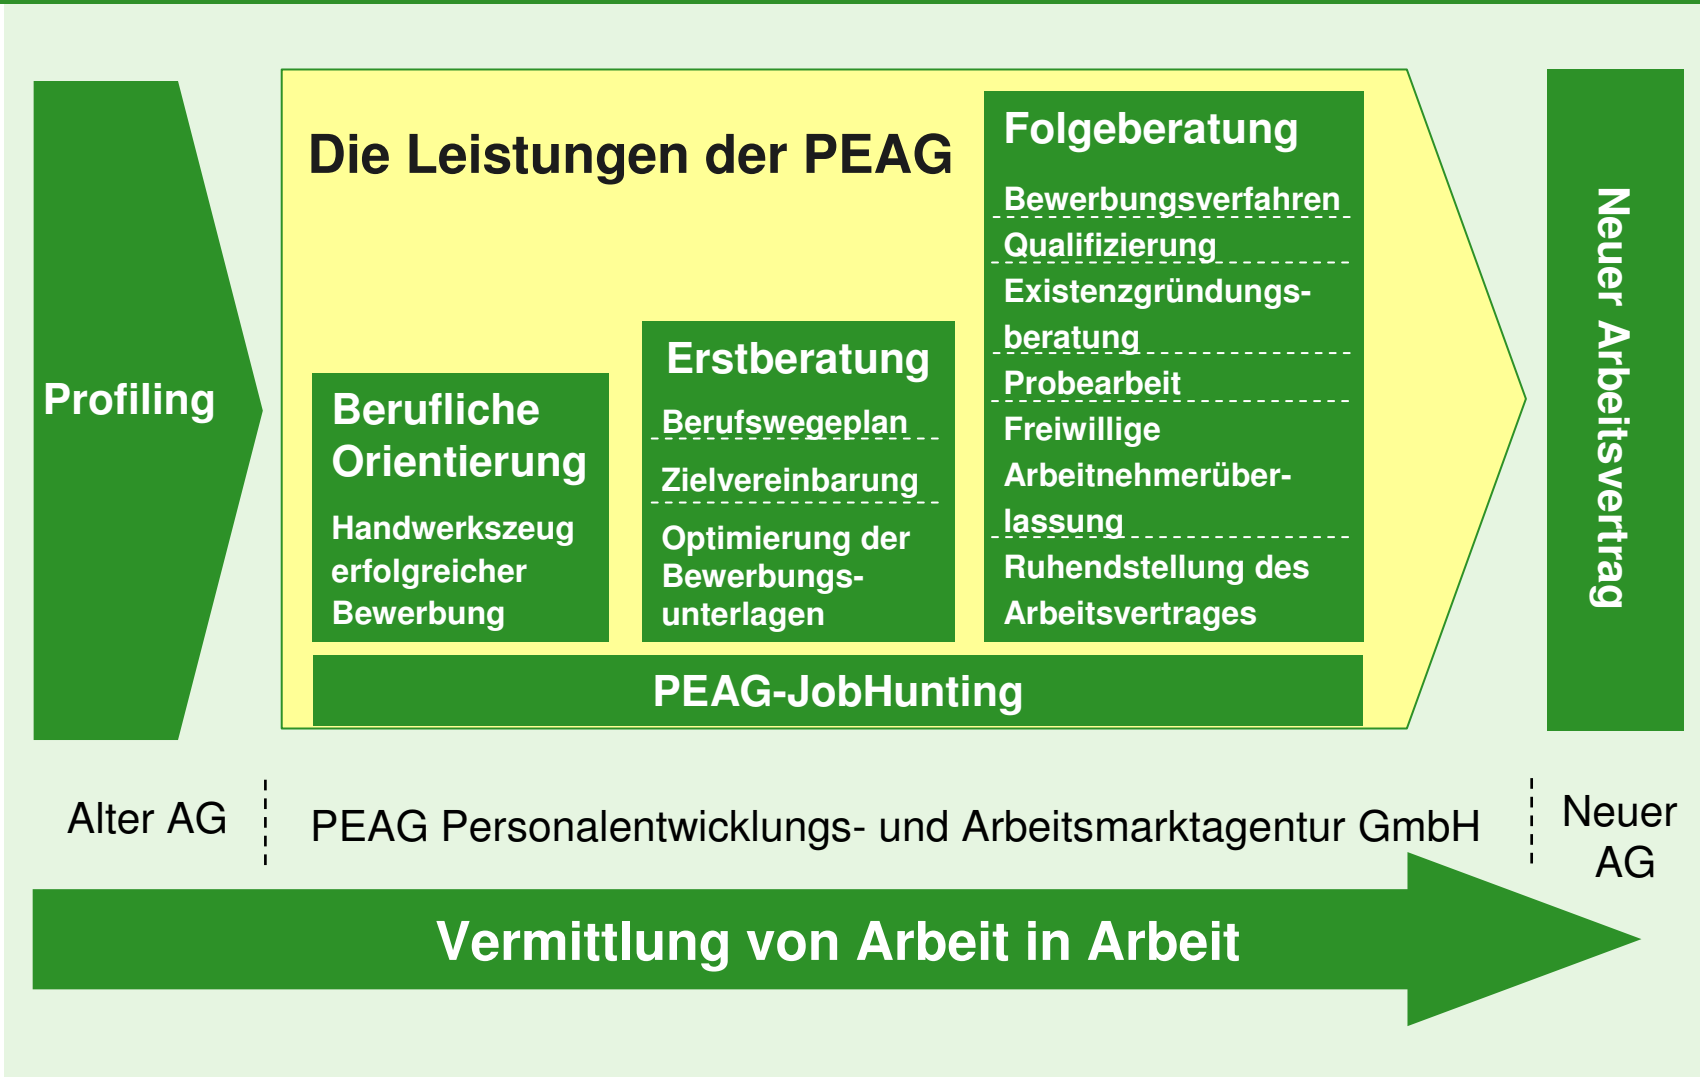 Profiling
Die Leistungen der PEAG
Berufliche
Orientierung
Handwerkszeug
erfolgreicher
Bewerbung
Erstberatung
Berufswegeplan
Zielvereinbarung
Optimierung der
Bewerbungs-
unterlagen
Folgeberatung
Bewerbungsverfahren
Qualifizierung
Existenzgründungs-
beratung
Probearbeit
Freiwillige
Arbeitnehmerüber-
lassung
Ruhendstellung des
Arbeitsvertrages
PEAG-JobHunting
Neuer Arbeitsvertrag
Alter AG
PEAG Personalentwicklungs- und Arbeitsmarktagentur GmbH
Neuer
AG
Vermittlung von Arbeit in Arbeit